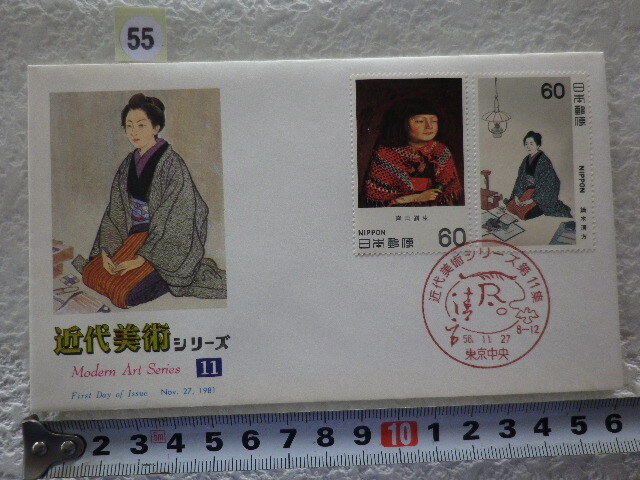 55
近代美術シリーズ
Modern Art Series 11
First Day of Issue Nov. 27, 1981
NIPPON 60
日本郵便
60 日本郵便
NIPPON
近代美術シリーズ第11集
8-12
56. 11. 27
東京中央
2 3 4 5 6 7 8 9 10 1 2 3 4 5 6
5m